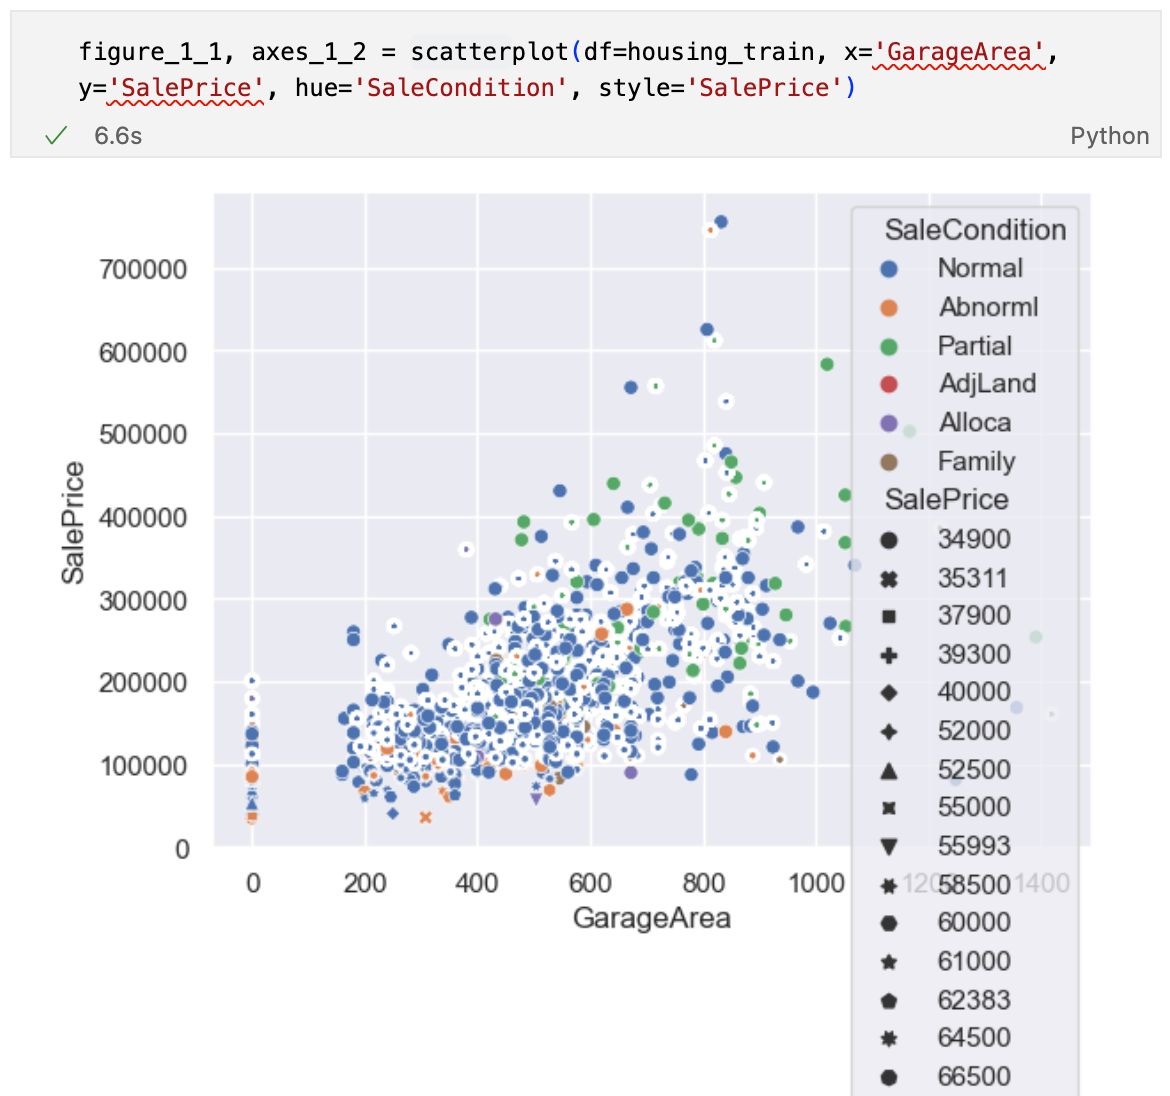 figure_1_1, axes_1_2 = scatterplot(df=housing_train, x='GarageArea',
y='SalePrice', hue='SaleCondition', style='SalePrice')
6.6s
Python
SalePrice
700000
600000
500000
400000
300000
200000
100000
0
0 200 400 600 800 1000 1200 1400
GarageArea
SaleCondition
Normal
Abnorml
Partial
AdjLand
Alloca
Family
SalePrice
34900
35311
37900
39300
40000
52000
52500
55000
55993
58500
60000
61000
62383
64500
66500